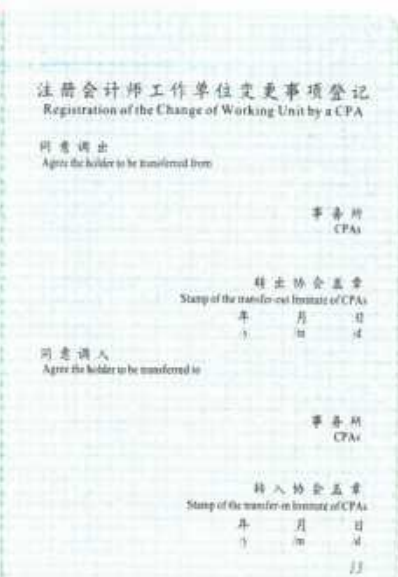 注册会计师工作单位变更事项登记
Registration of the Change of Working Unit by a CPA
同意调出
Agree the holder to be transferred from
事务所
CPAs
转出协会盖章
Stamp of the transfer-out Institute of CPAs
年 月 日
/y /m /d
同意调入
Agree the holder to be transferred to
事务所
CPAs
转入协会盖章
Stamp of the transfer-in Institute of CPAs
年 月 日
/y /m /d
13